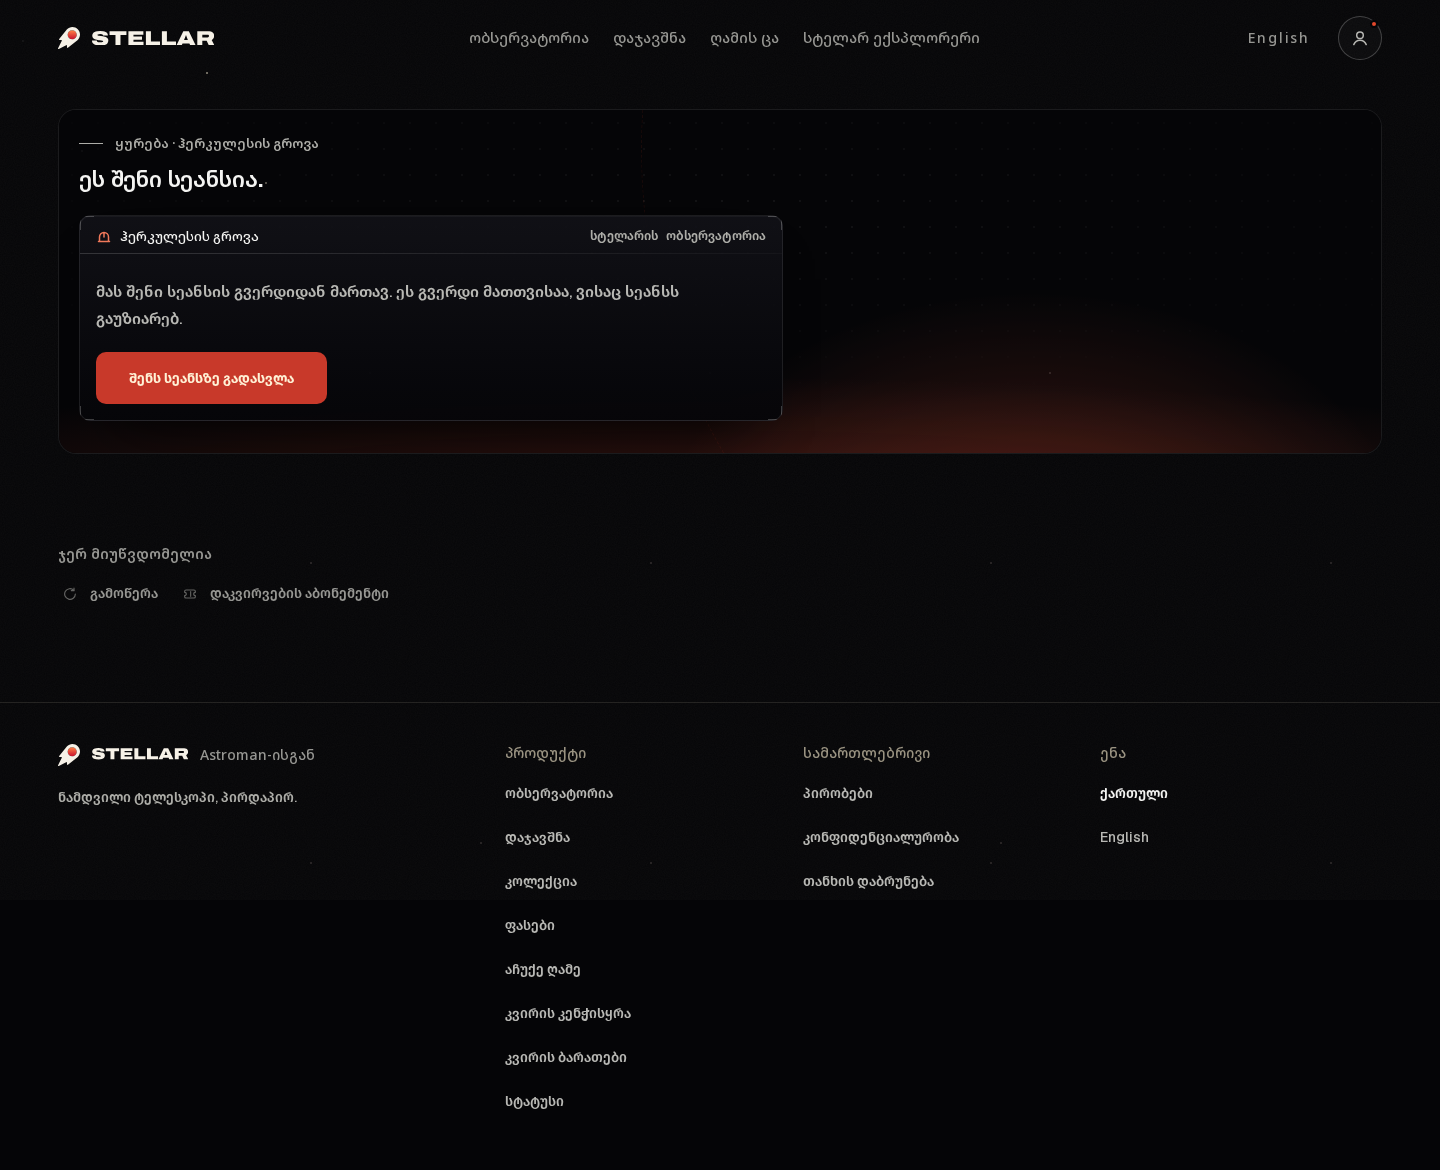 STELLAR
ობსერვატორია დაჯავშნა ღამის ცა სტელარ ექსპლორერი
English
ყურება · ჰერკულესის გროვა
ეს შენი სეანსია.
ჰერკულესის გროვა
სტელარის ობსერვატორია
მას შენი სეანსის გვერდიდან მართავ. ეს გვერდი მათთვისაა, ვისაც სეანსს
გაუზიარებ.
შენს სეანსზე გადასვლა
ჯერ მიუწვდომელია
გამოწერა დაკვირვების აბონემენტი
STELLAR Astroman-ისგან
ნამდვილი ტელესკოპი, პირდაპირ.
პროდუქტი
ობსერვატორია
დაჯავშნა
კოლექცია
ფასები
აჩუქე ღამე
კვირის კენჭისყრა
კვირის ბარათები
სტატუსი
სამართლებრივი
პირობები
კონფიდენციალურობა
თანხის დაბრუნება
ენა
ქართული
English